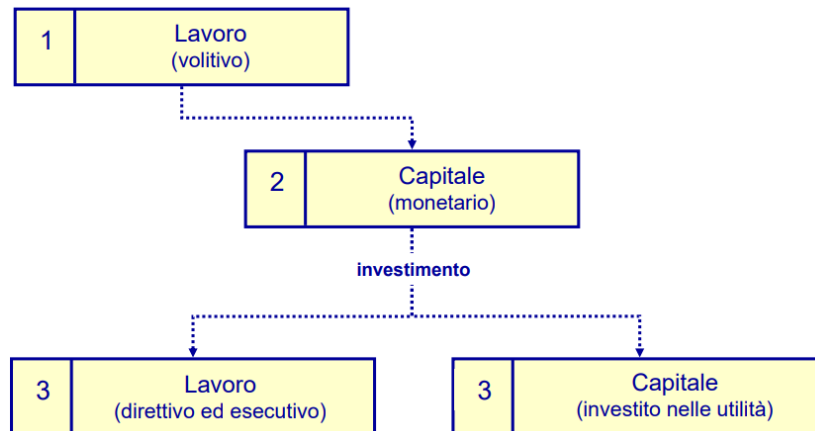 1
Lavoro
(volitivo)
2
Capitale
(monetario)
investimento
3
Lavoro
(direttivo ed esecutivo)
3
Capitale
(investito nelle utilità)